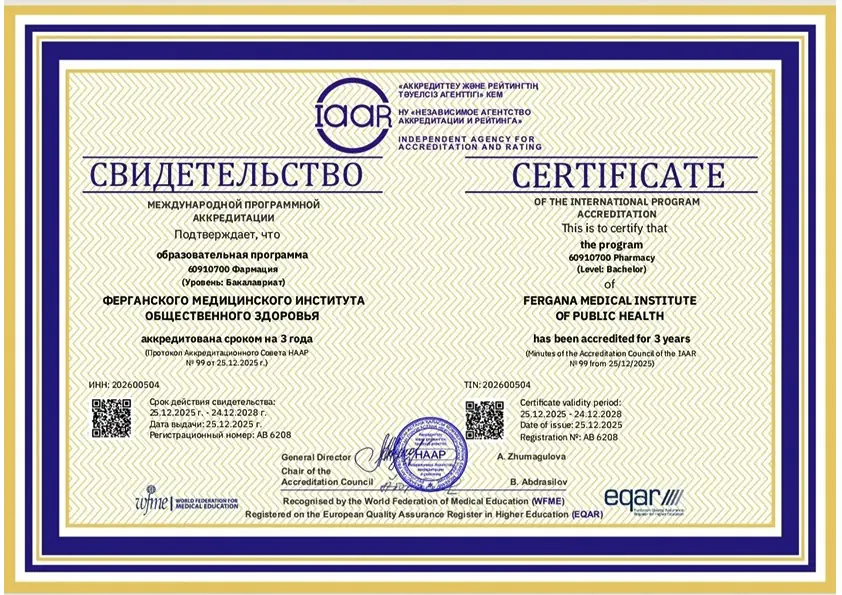 IAAR
«АККРЕДИТТЕУ ЖӘНЕ РЕЙТИНГТІҢ
ТӘУЕЛСІЗ АГЕНТТІГІ» КЕМ
НУ «НЕЗАВИСИМОЕ АГЕНТСТВО
АККРЕДИТАЦИИ И РЕЙТИНГА»
INDEPENDENT AGENCY FOR
ACCREDITATION AND RATING
СВИДЕТЕЛЬСТВО
МЕЖДУНАРОДНОЙ ПРОГРАММНОЙ
АККРЕДИТАЦИИ
Подтверждает, что
образовательная программа
60910700 Фармация
(Уровень: Бакалавриат)
ФЕРГАНСКОГО МЕДИЦИНСКОГО ИНСТИТУТА
ОБЩЕСТВЕННОГО ЗДОРОВЬЯ
аккредитована сроком на 3 года
(Протокол Аккредитационного Совета НААР
№ 99 от 25.12.2025 г.)
ИНН: 202600504
Срок действия свидетельства:
25.12.2025 г. - 24.12.2028 г.
Дата выдачи: 25.12.2025 г.
Регистрационный номер: AB 6208
CERTIFICATE
OF THE INTERNATIONAL PROGRAM
ACCREDITATION
This is to certify that
the program
60910700 Pharmacy
(Level: Bachelor)
of
FERGANA MEDICAL INSTITUTE
OF PUBLIC HEALTH
has been accredited for 3 years
(Minutes of the Accreditation Council of the IAAR
№ 99 from 25/12/2025)
TIN: 202600504
Certificate validity period:
25.12.2025 - 24.12.2028
Date of issue: 25.12.2025
Registration №: AB 6208
General Director
A. Zhumagulova
Chair of the
Accreditation Council
B. Abdrasilov
НААР
wfme
WORLD FEDERATION FOR
MEDICAL EDUCATION
Recognised by the World Federation of Medical Education (WFME)
Registered on the European Quality Assurance Register in Higher Education (EQAR)
eqar